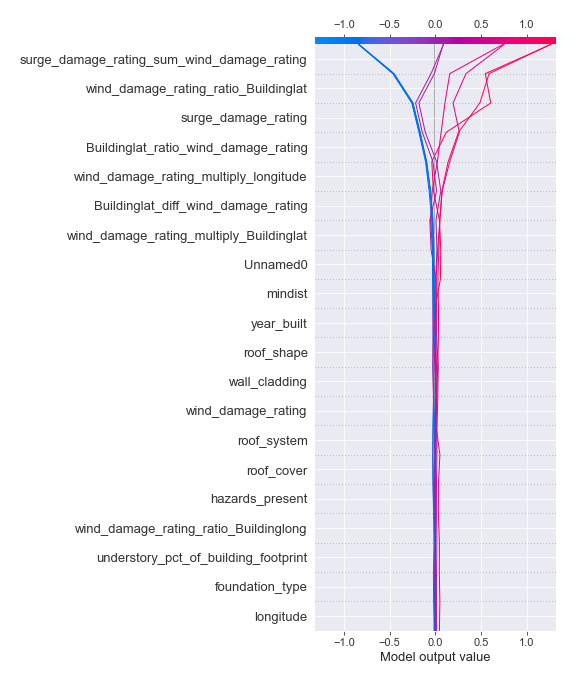 −1.0 −0.5 0.0 0.5 1.0
surge_damage_rating_sum_wind_damage_rating
wind_damage_rating_ratio_Buildinglat
surge_damage_rating
Buildinglat_ratio_wind_damage_rating
wind_damage_rating_multiply_longitude
Buildinglat_diff_wind_damage_rating
wind_damage_rating_multiply_Buildinglat
Unnamed0
mindist
year_built
roof_shape
wall_cladding
wind_damage_rating
roof_system
roof_cover
hazards_present
wind_damage_rating_ratio_Buildinglong
understory_pct_of_building_footprint
foundation_type
longitude
−1.0 −0.5 0.0 0.5 1.0
Model output value